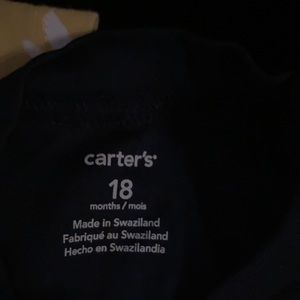 carter's
18
months / mois
Made in Swaziland
Fabriqué au Swaziland
Hecho en Swazilandia